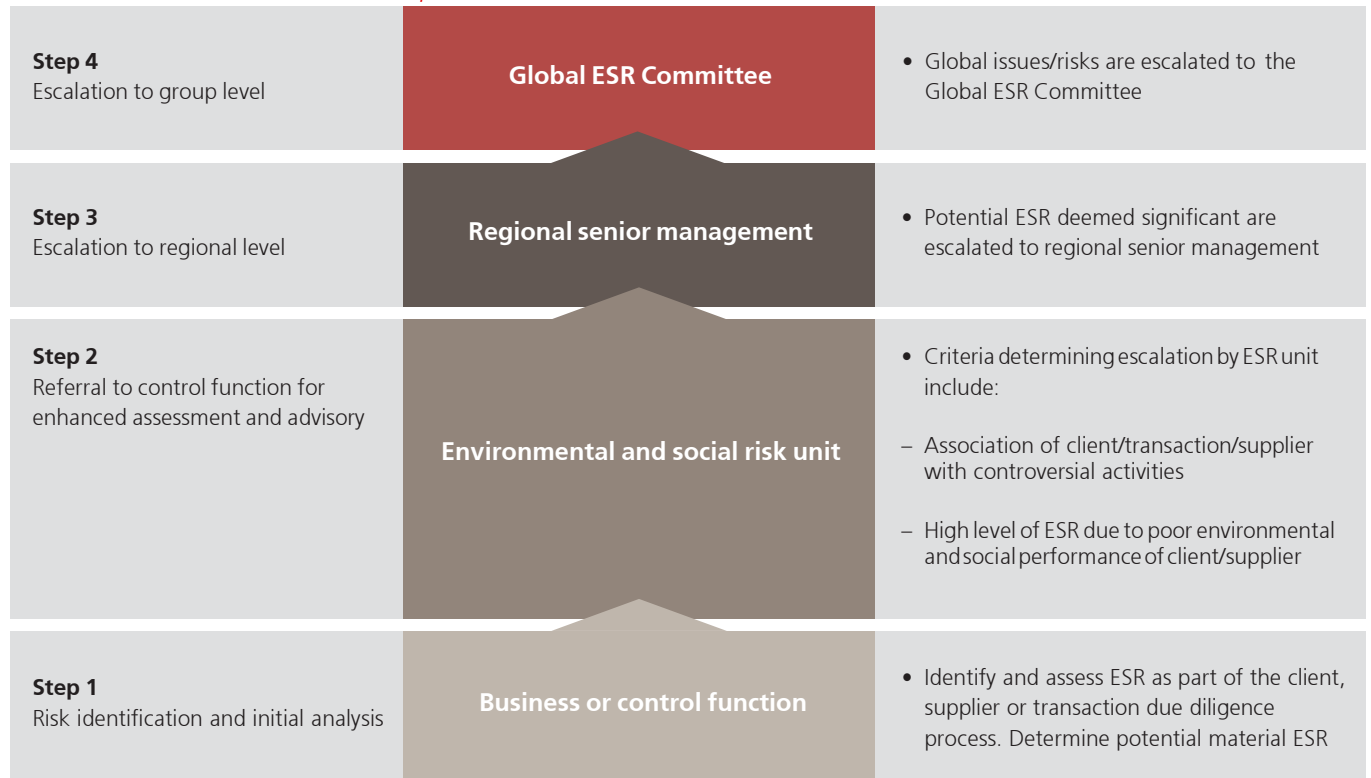 Step 4
Escalation to group level
Global ESR Committee
• Global issues/risks are escalated to the
Global ESR Committee
Step 3
Escalation to regional level
Regional senior management
• Potential ESR deemed significant are
escalated to regional senior management
Step 2
Referral to control function for
enhanced assessment and advisory
Environmental and social risk unit
• Criteria determining escalation by ESR unit
include:
– Association of client/transaction/supplier
with controversial activities
– High level of ESR due to poor environmental
and social performance of client/supplier
Step 1
Risk identification and initial analysis
Business or control function
• Identify and assess ESR as part of the client,
supplier or transaction due diligence
process. Determine potential material ESR